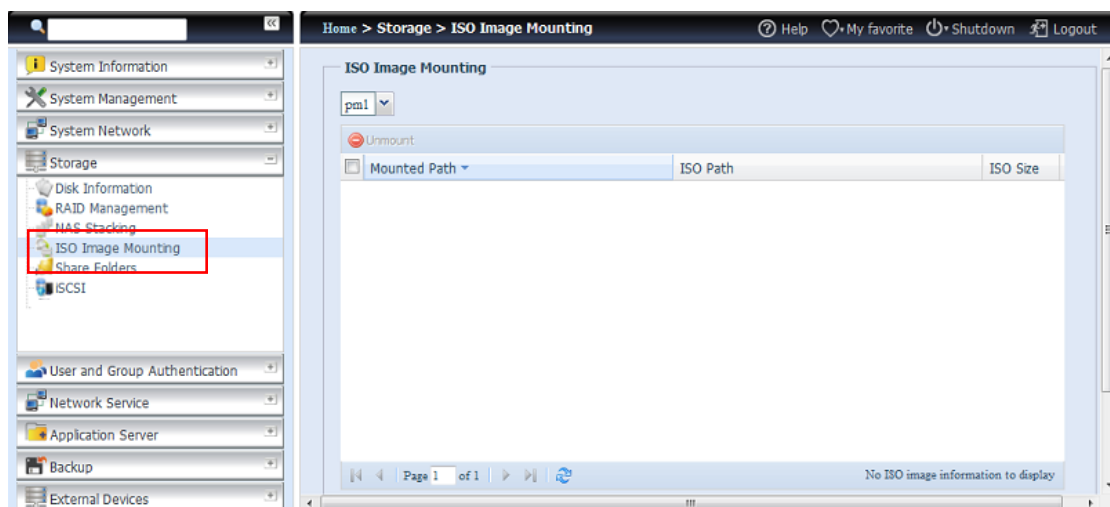 Home > Storage > ISO Image Mounting
Help My favorite Shutdown Logout
System Information
System Management
System Network
Storage
Disk Information
RAID Management
NAS Stacking
ISO Image Mounting
Share Folders
iSCSI
User and Group Authentication
Network Service
Application Server
Backup
External Devices
ISO Image Mounting
pm1
Unmount
Mounted Path ISO Path ISO Size
Page 1 of 1 No ISO image information to display